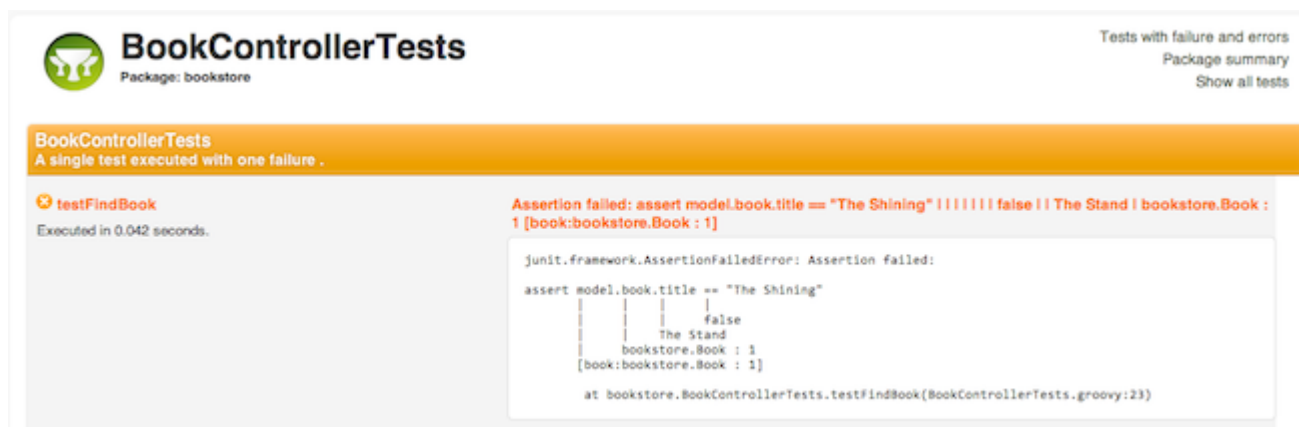 BookControllerTests
Package: bookstore
Tests with failure and errors
Package summary
Show all tests
BookControllerTests
A single test executed with one failure .
testFindBook
Executed in 0.042 seconds.
Assertion failed: assert model.book.title == "The Shining" | | | | | | | false | | The Stand | bookstore.Book :
1 [book:bookstore.Book : 1]
junit.framework.AssertionFailedError: Assertion failed:
assert model.book.title == "The Shining"
| | | |
| | | false
| | The Stand
| bookstore.Book : 1
[book:bookstore.Book : 1]
at bookstore.BookControllerTests.testFindBook(BookControllerTests.groovy:23)